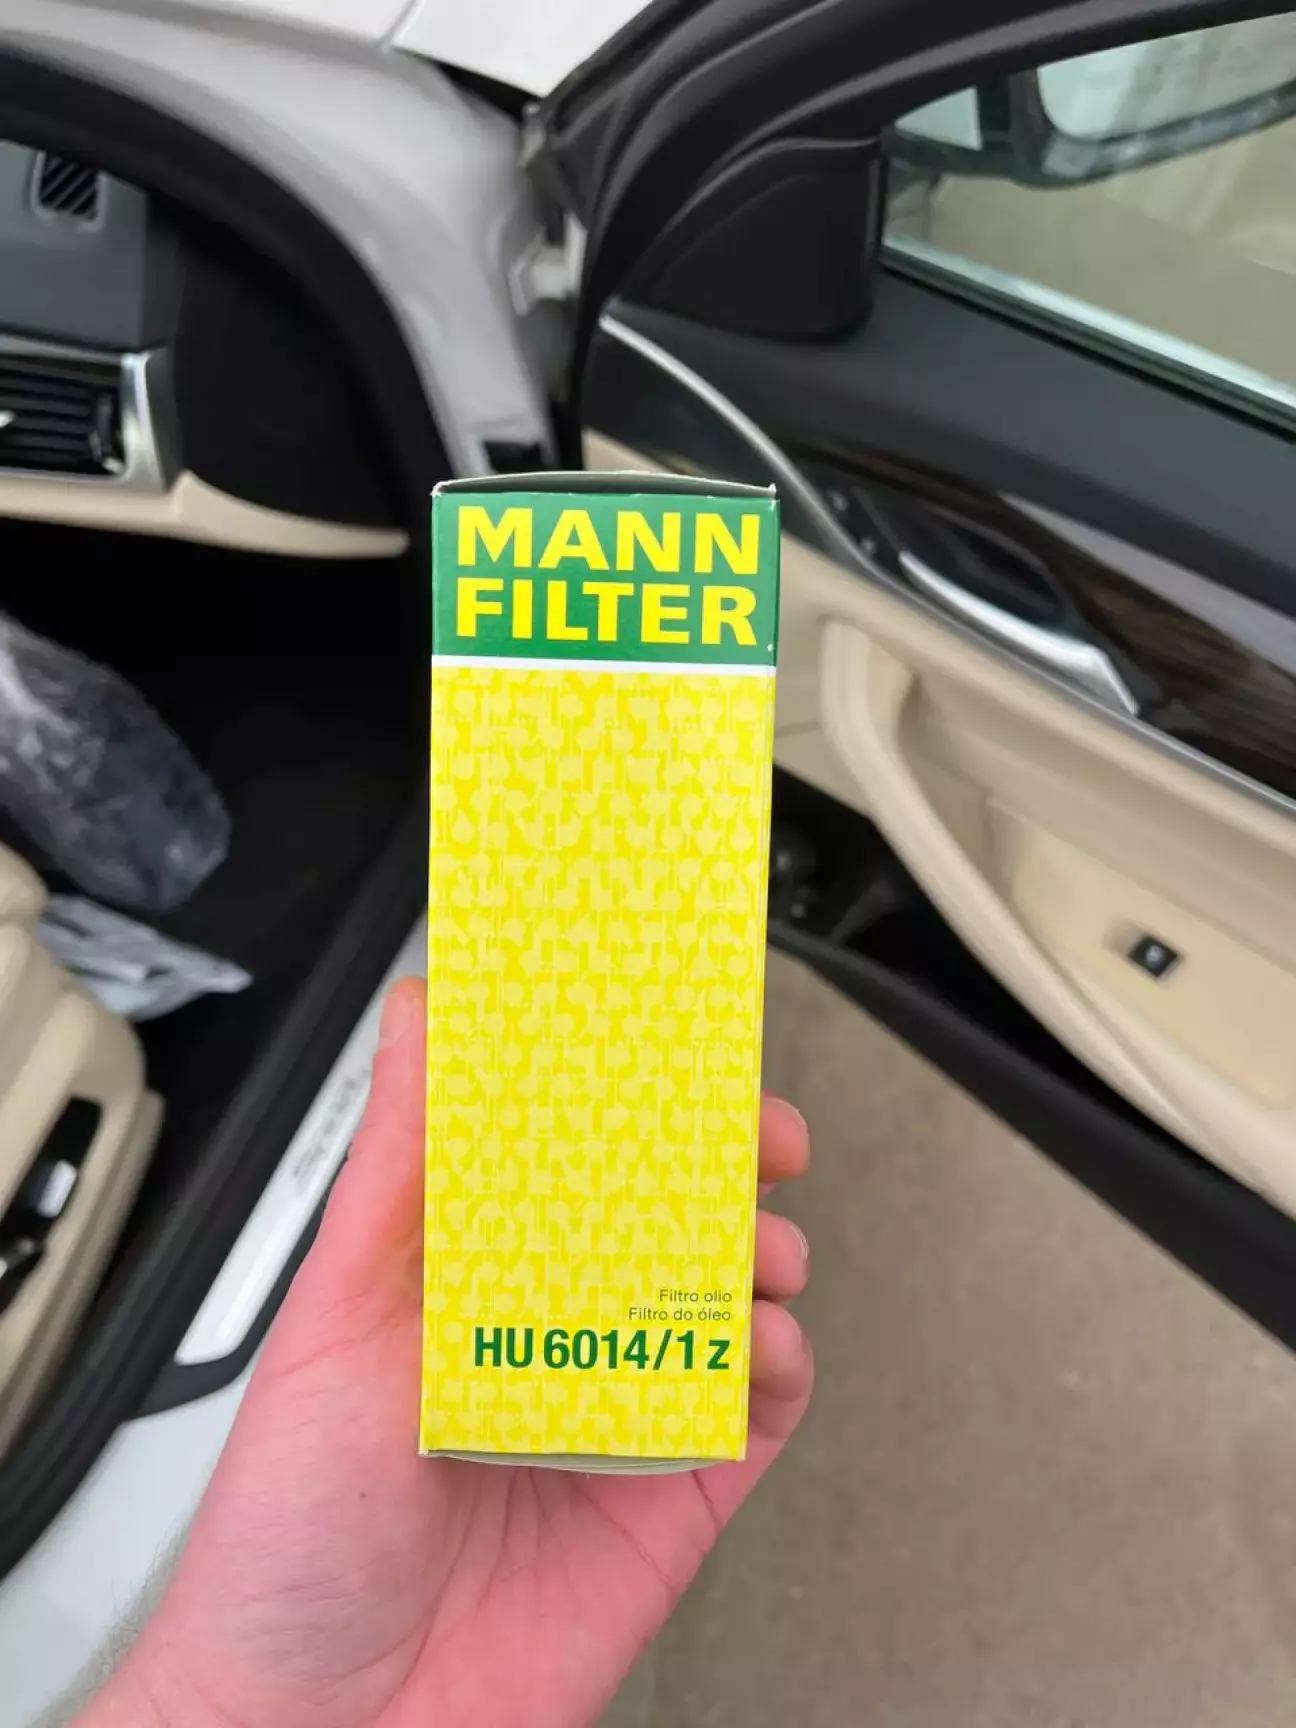 MANN
FILTER
Filtro olio
Filtro do óleo
HU 6014/1 z